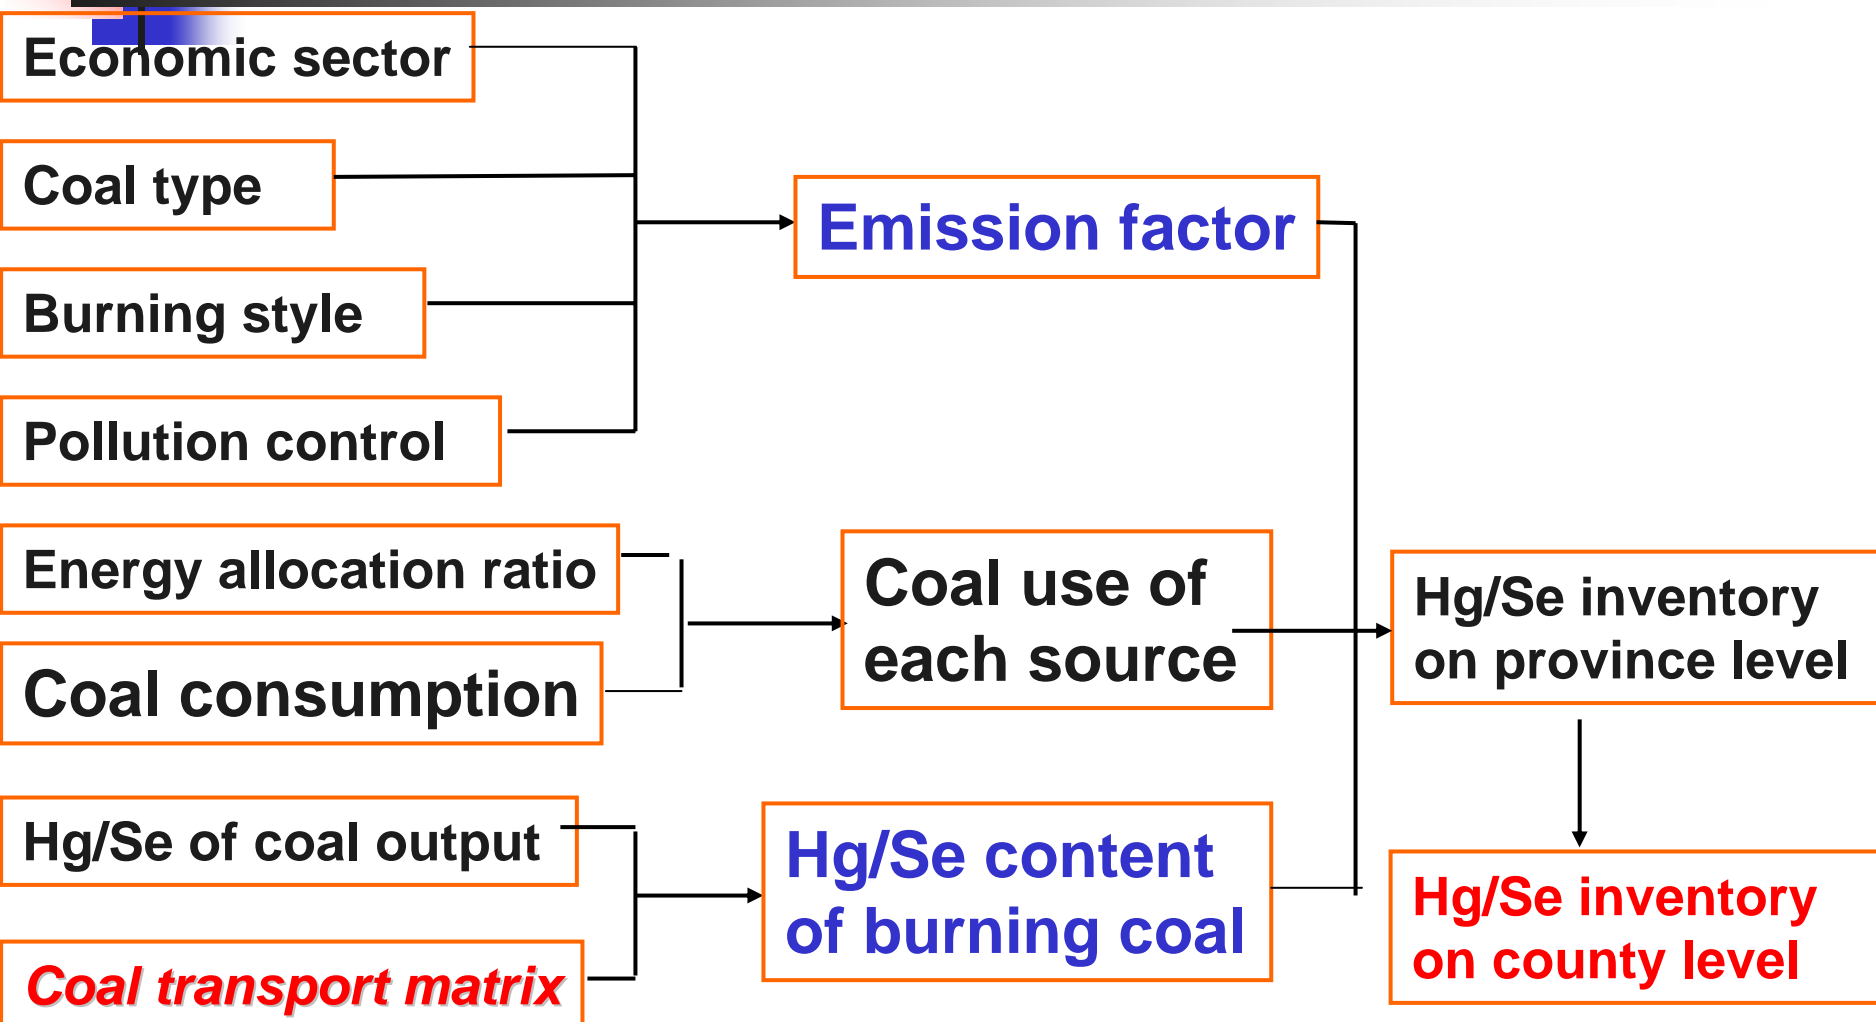 Economic sector
Coal type
Burning style
Pollution control
Energy allocation ratio
Coal consumption
Hg/Se of coal output
Coal transport matrix
Emission factor
Coal use of
each source
Hg/Se content
of burning coal
Hg/Se inventory
on province level
Hg/Se inventory
on county level